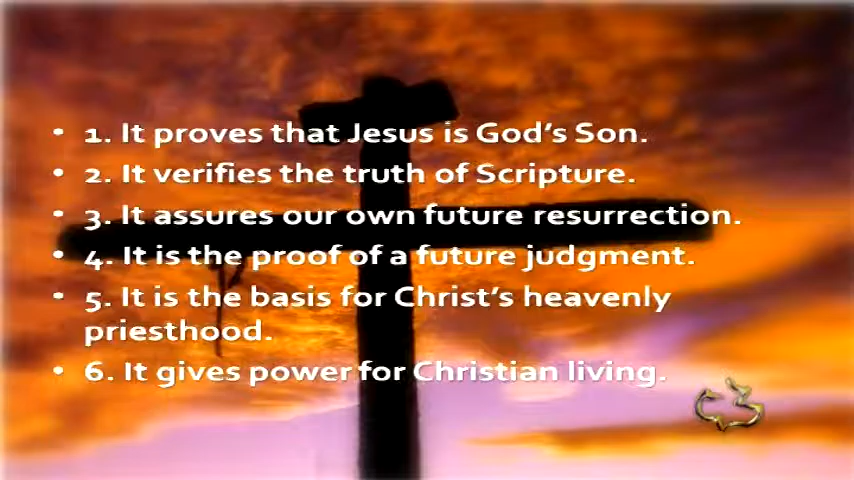 • 1. It proves that Jesus is God's Son.
• 2. It verifies the truth of Scripture.
• 3. It assures our own future resurrection.
• 4. It is the proof of a future judgment.
• 5. It is the basis for Christ's heavenly
priesthood.
• 6. It gives power for Christian living.
C3